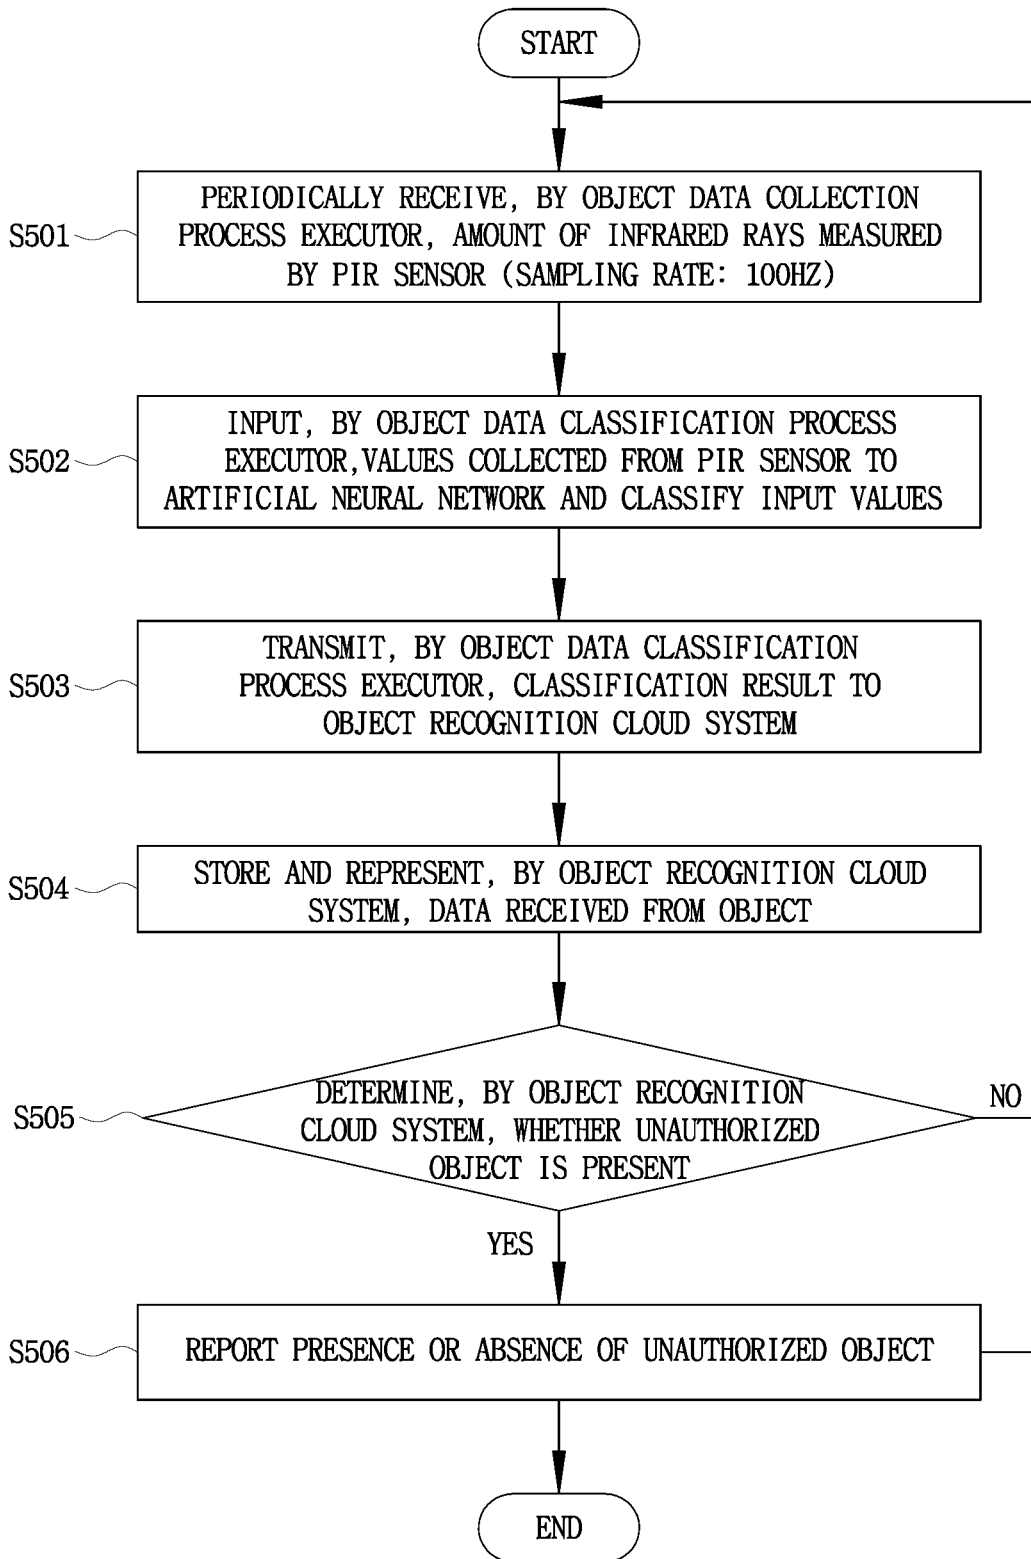 START
S501
PERIODICALLY RECEIVE, BY OBJECT DATA COLLECTION
PROCESS EXECUTOR, AMOUNT OF INFRARED RAYS MEASURED
BY PIR SENSOR (SAMPLING RATE: 100HZ)
S502
INPUT, BY OBJECT DATA CLASSIFICATION PROCESS
EXECUTOR,VALUES COLLECTED FROM PIR SENSOR TO
ARTIFICIAL NEURAL NETWORK AND CLASSIFY INPUT VALUES
S503
TRANSMIT, BY OBJECT DATA CLASSIFICATION
PROCESS EXECUTOR, CLASSIFICATION RESULT TO
OBJECT RECOGNITION CLOUD SYSTEM
S504
STORE AND REPRESENT, BY OBJECT RECOGNITION CLOUD
SYSTEM, DATA RECEIVED FROM OBJECT
S505
DETERMINE, BY OBJECT RECOGNITION
CLOUD SYSTEM, WHETHER UNAUTHORIZED
OBJECT IS PRESENT
NO
YES
S506
REPORT PRESENCE OR ABSENCE OF UNAUTHORIZED OBJECT
END